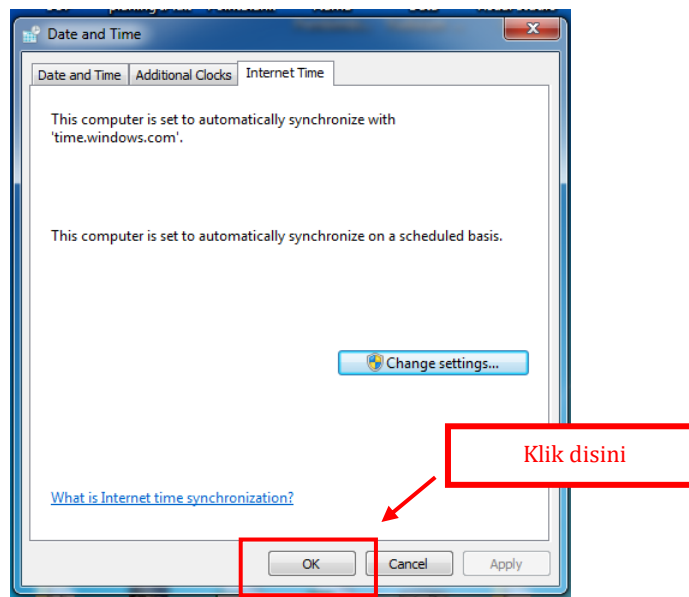 Date and Time
Date and Time Additional Clocks Internet Time
This computer is set to automatically synchronize with
'time.windows.com'.
This computer is set to automatically synchronize on a scheduled basis.
Change settings...
Klik disini
What is Internet time synchronization?
OK Cancel Apply